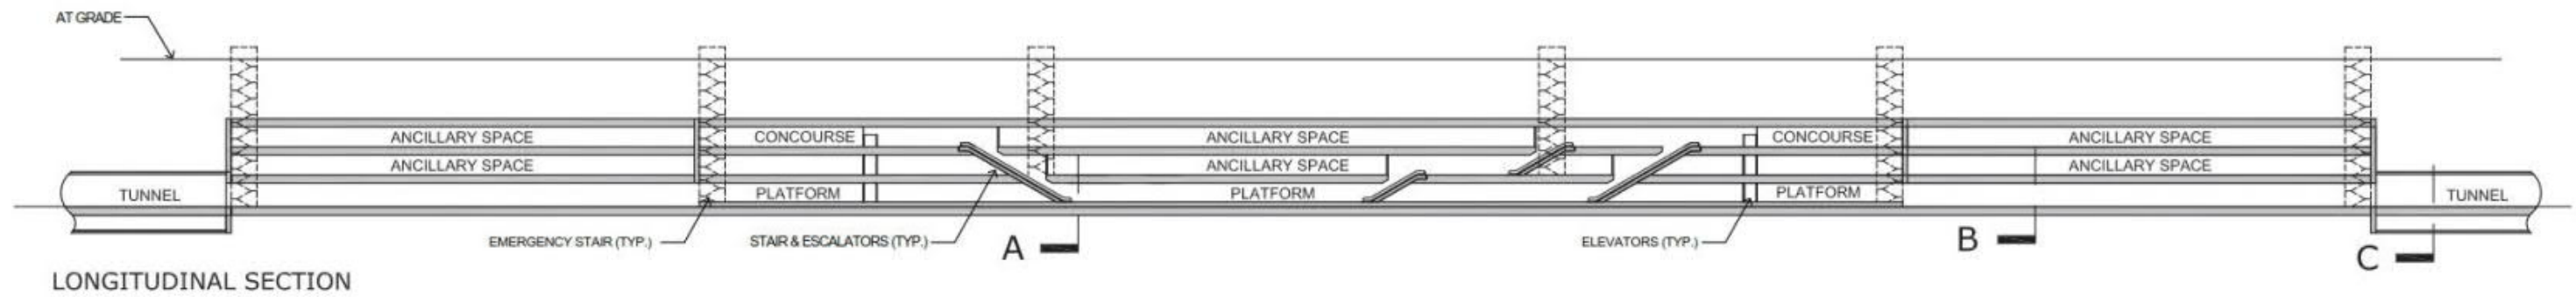 AT GRADE
ANCILLARY SPACE
CONCOURSE
ANCILLARY SPACE
CONCOURSE
ANCILLARY SPACE
ANCILLARY SPACE
ANCILLARY SPACE
ANCILLARY SPACE
TUNNEL
PLATFORM
PLATFORM
PLATFORM
TUNNEL
EMERGENCY STAIR (TYP.)
STAIR & ESCALATORS (TYP.)
A
ELEVATORS (TYP.)
B
C
LONGITUDINAL SECTION